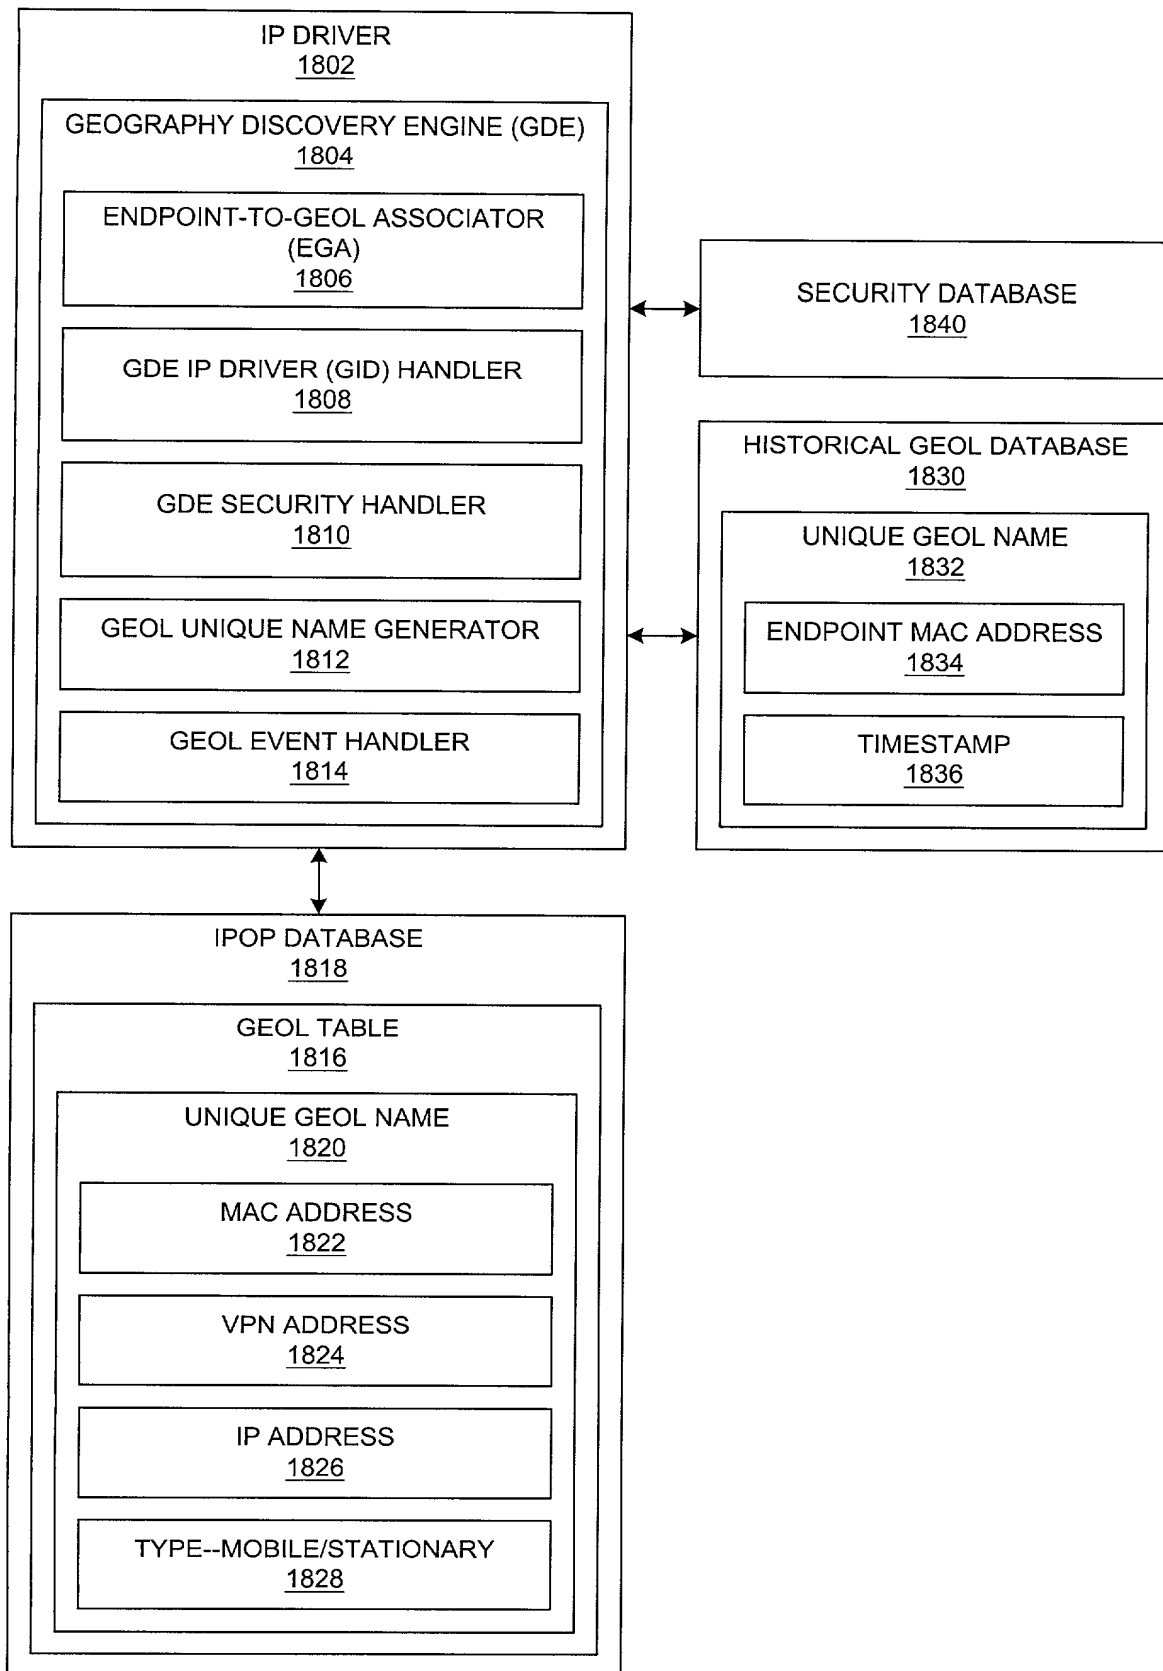 IP DRIVER
1802
GEOGRAPHY DISCOVERY ENGINE (GDE)
1804
ENDPOINT-TO-GEOL ASSOCIATOR
(EGA)
1806
GDE IP DRIVER (GID) HANDLER
1808
GDE SECURITY HANDLER
1810
GEOL UNIQUE NAME GENERATOR
1812
GEOL EVENT HANDLER
1814
SECURITY DATABASE
1840
HISTORICAL GEOL DATABASE
1830
UNIQUE GEOL NAME
1832
ENDPOINT MAC ADDRESS
1834
TIMESTAMP
1836
IPOP DATABASE
1818
GEOL TABLE
1816
UNIQUE GEOL NAME
1820
MAC ADDRESS
1822
VPN ADDRESS
1824
IP ADDRESS
1826
TYPE--MOBILE/STATIONARY
1828